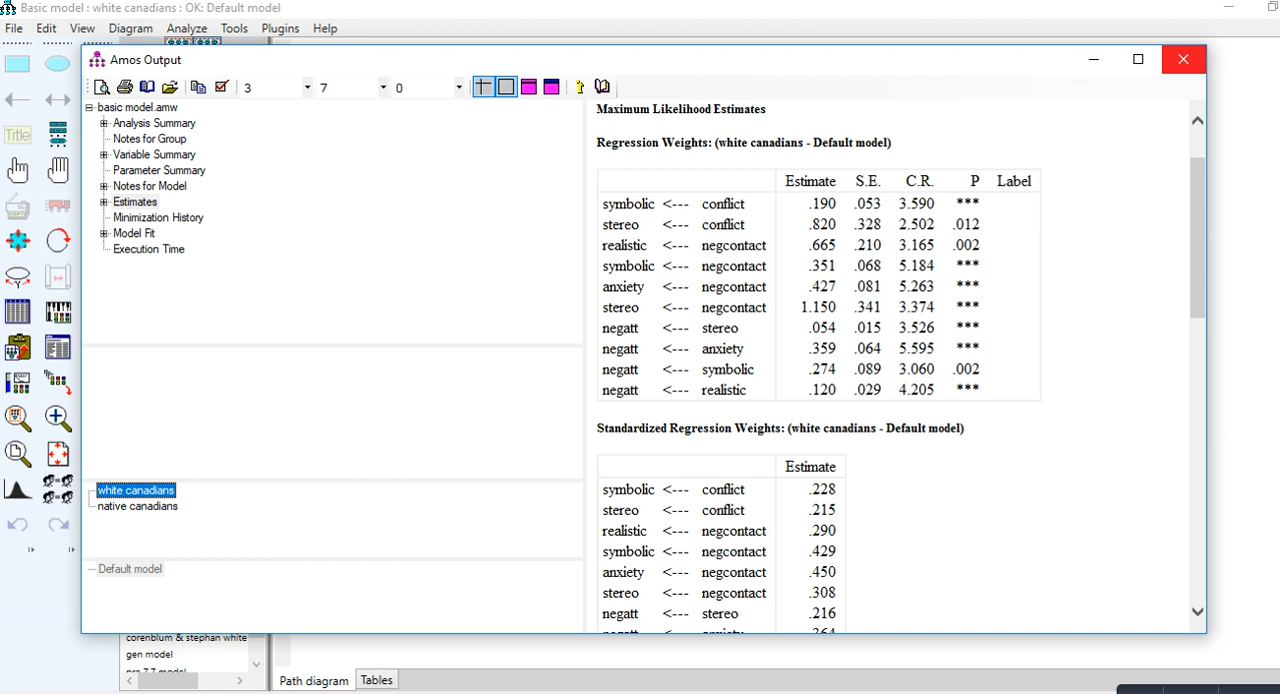 Basic model : white canadians : OK: Default model
File Edit View Diagram Analyze Tools Plugins Help
Amos Output
3 7 0
basic model.amw
Analysis Summary
Notes for Group
Variable Summary
Parameter Summary
Notes for Model
Estimates
Minimization History
Model Fit
Execution Time
Title
white canadians
native canadians
Default model
Maximum Likelihood Estimates
Regression Weights: (white canadians - Default model)
Estimate S.E. C.R. P Label
symbolic <--- conflict .190 .053 3.590 ***
stereo <--- conflict .820 .328 2.502 .012
realistic <--- negcontact .665 .210 3.165 .002
symbolic <--- negcontact .351 .068 5.184 ***
anxiety <--- negcontact .427 .081 5.263 ***
stereo <--- negcontact 1.150 .341 3.374 ***
negatt <--- stereo .054 .015 3.526 ***
negatt <--- anxiety .359 .064 5.595 ***
negatt <--- symbolic .274 .089 3.060 .002
negatt <--- realistic .120 .029 4.205 ***
Standardized Regression Weights: (white canadians - Default model)
Estimate
symbolic <--- conflict .228
stereo <--- conflict .215
realistic <--- negcontact .290
symbolic <--- negcontact .429
anxiety <--- negcontact .450
stereo <--- negcontact .308
negatt <--- stereo .216
corenblum & stephan white
gen model
Path diagram Tables